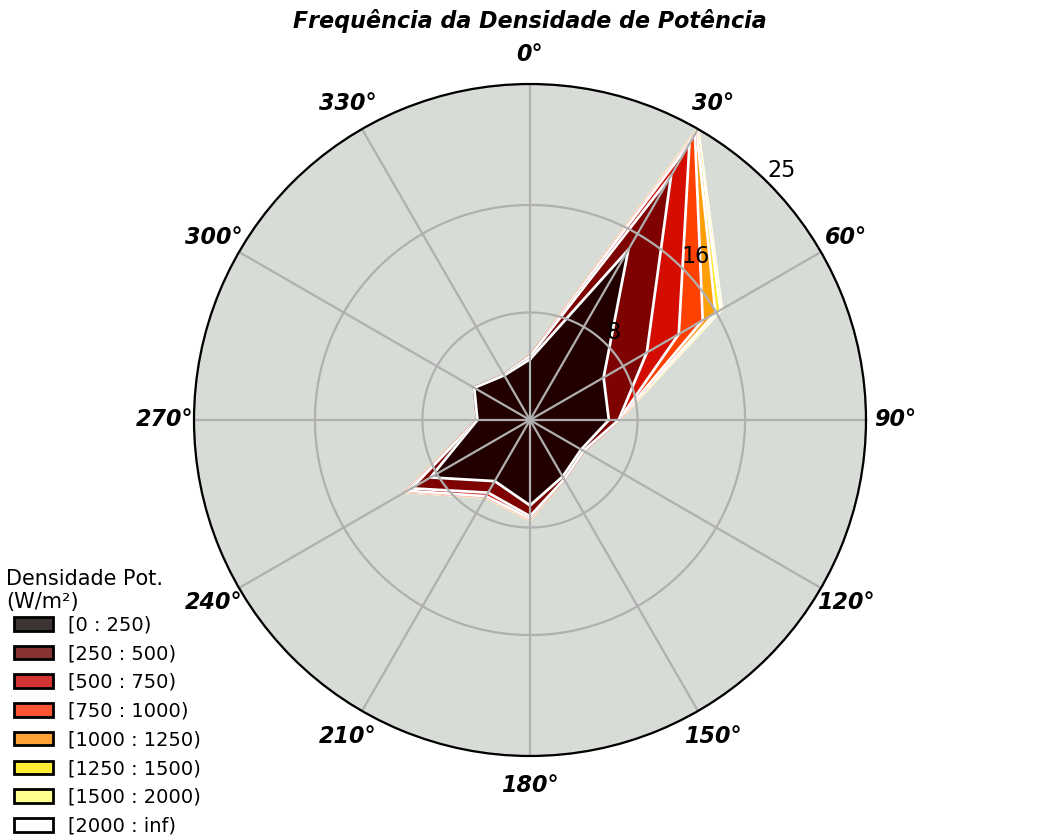 Frequência da Densidade de Potência
0°
330°
30°
25
300°
60°
16
8
270°
90°
240°
120°
210°
150°
180°
Densidade Pot.
(W/m²)
[0 : 250)
[250 : 500)
[500 : 750)
[750 : 1000)
[1000 : 1250)
[1250 : 1500)
[1500 : 2000)
[2000 : inf)